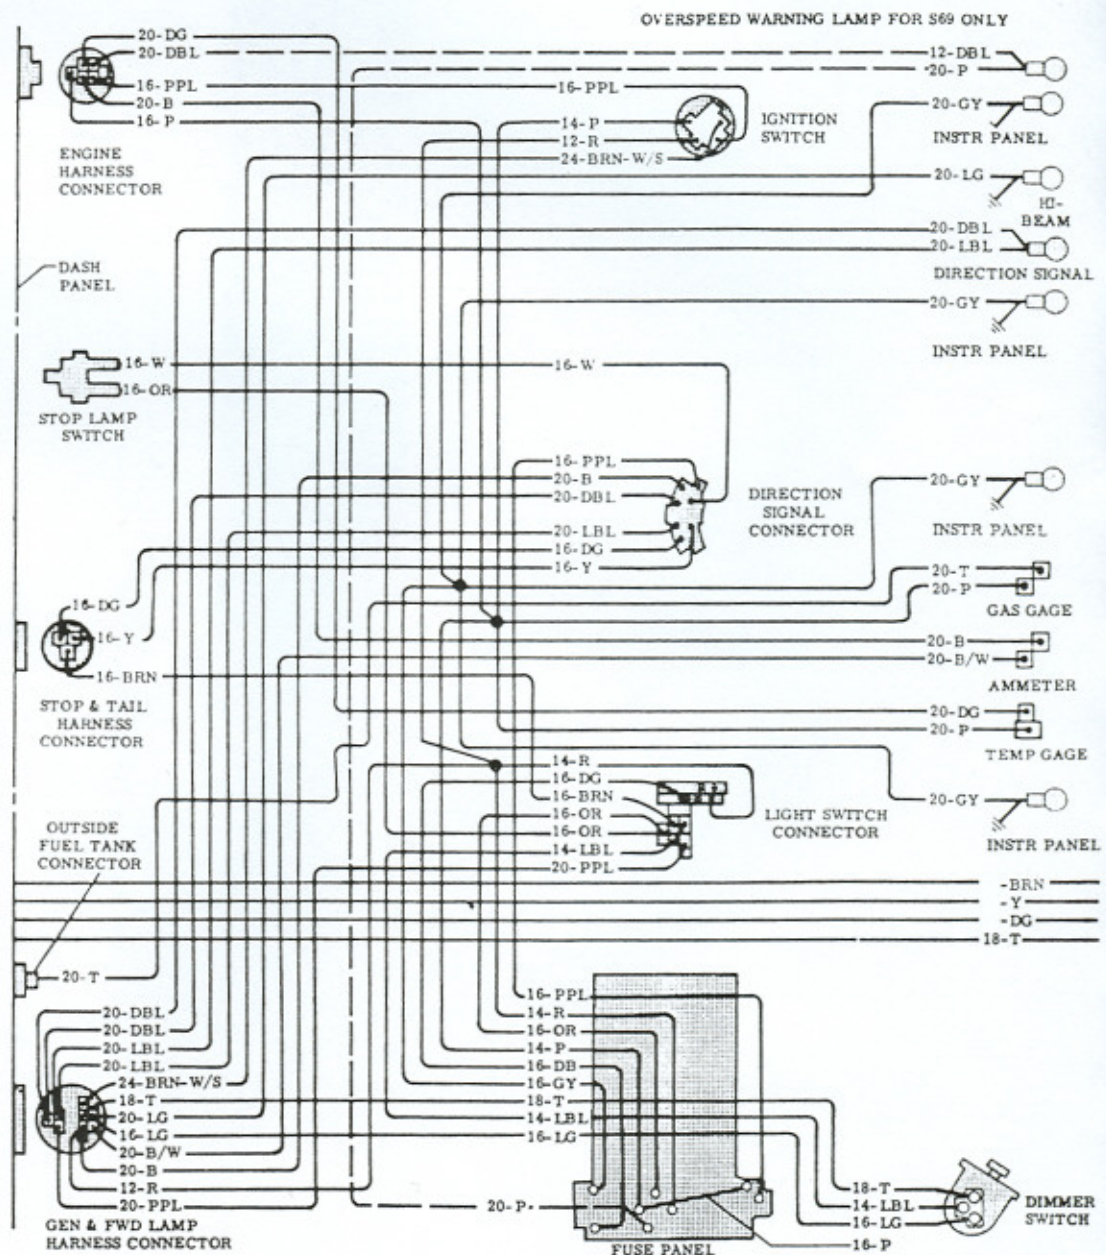 OVERSPEED WARNING LAMP FOR S69 ONLY
20-DG
20-DBL
16-PPL
20-B
16-P
ENGINE
HARNESS
CONNECTOR
16-PPL
14-P
12-R
24-BRN-W/S
IGNITION
SWITCH
12-DBL
20-P
20-GY
INSTR PANEL
20-LG
HI-
BEAM
20-DBL
20-LBL
DIRECTION SIGNAL
20-GY
INSTR PANEL
DASH
PANEL
16-W
16-OR
STOP LAMP
SWITCH
16-W
16-PPL
20-B
20-DBL
20-LBL
16-DG
16-Y
DIRECTION
SIGNAL
CONNECTOR
20-GY
INSTR PANEL
20-T
20-P
GAS GAGE
20-B
20-B/W
AMMETER
20-DG
20-P
TEMP GAGE
16-DG
16-Y
16-BRN
STOP & TAIL
HARNESS
CONNECTOR
14-R
16-DG
16-BRN
16-OR
16-OR
14-LBL
20-PPL
LIGHT SWITCH
CONNECTOR
20-GY
INSTR PANEL
OUTSIDE
FUEL TANK
CONNECTOR
-BRN
-Y
-DG
18-T
20-T
20-DBL
20-DBL
20-LBL
20-LBL
24-BRN-W/S
18-T
20-LG
16-LG
20-B/W
20-B
12-R
20-PPL
GEN & FWD LAMP
HARNESS CONNECTOR
16-PPL
14-R
16-OR
14-P
16-DB
16-GY
18-T
14-LBL
16-LG
20-P
FUSE PANEL
16-P
18-T
14-LBL
16-LG
DIMMER
SWITCH